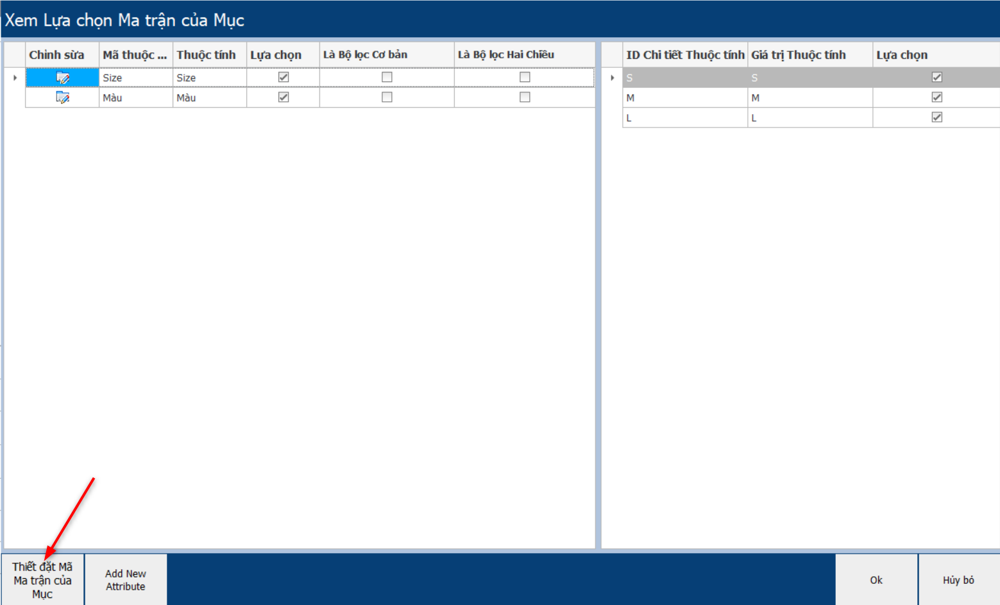 Xem Lựa chọn Ma trận của Mục
Chỉnh sửa Mã thuộc ... Thuộc tính Lựa chọn Là Bộ lọc Cơ bản Là Bộ lọc Hai Chiều
Size Size
Màu Màu
ID Chi tiết Thuộc tính Giá trị Thuộc tính Lựa chọn
S S
M M
L L
Thiết đặt Mã
Ma trận của
Mục
Add New
Attribute
Ok
Hủy bỏ